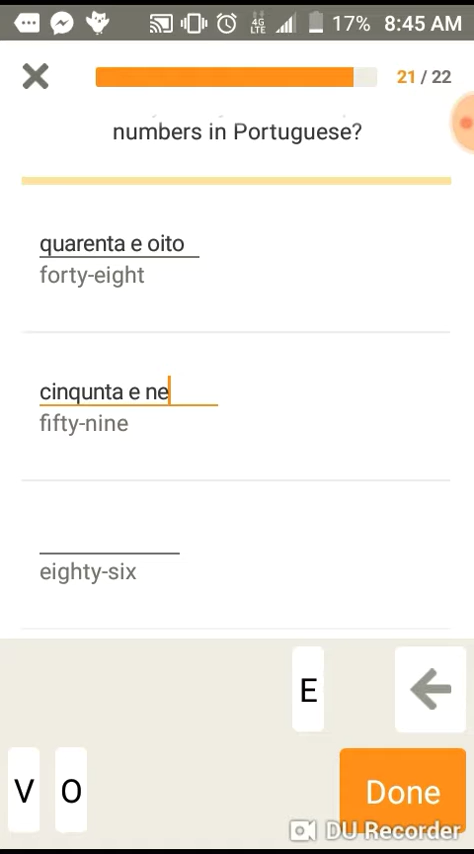 17% 8:45 AM
4G LTE
21 / 22
numbers in Portuguese?
quarenta e oito
forty-eight
cinqunta e ne
fifty-nine
eighty-six
E
V O Done
DU Recorder